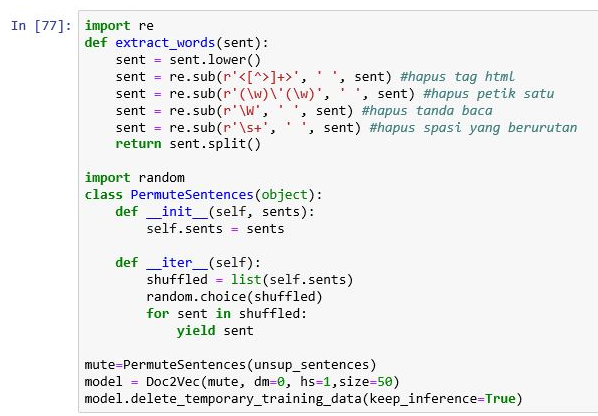 In [77]: import re
def extract_words(sent):
    sent = sent.lower()
    sent = re.sub(r'<[^>]+>', ' ', sent) #hapus tag html
    sent = re.sub(r'(\w)\'(\w)', ' ', sent) #hapus petik satu
    sent = re.sub(r'\W', ' ', sent) #hapus tanda baca
    sent = re.sub(r'\s+', ' ', sent) #hapus spasi yang berurutan
    return sent.split()

import random
class PermuteSentences(object):
    def __init__(self, sents):
        self.sents = sents

    def __iter__(self):
        shuffled = list(self.sents)
        random.choice(shuffled)
        for sent in shuffled:
            yield sent

mute=PermuteSentences(unsup_sentences)
model = Doc2Vec(mute, dm=0, hs=1,size=50)
model.delete_temporary_training_data(keep_inference=True)